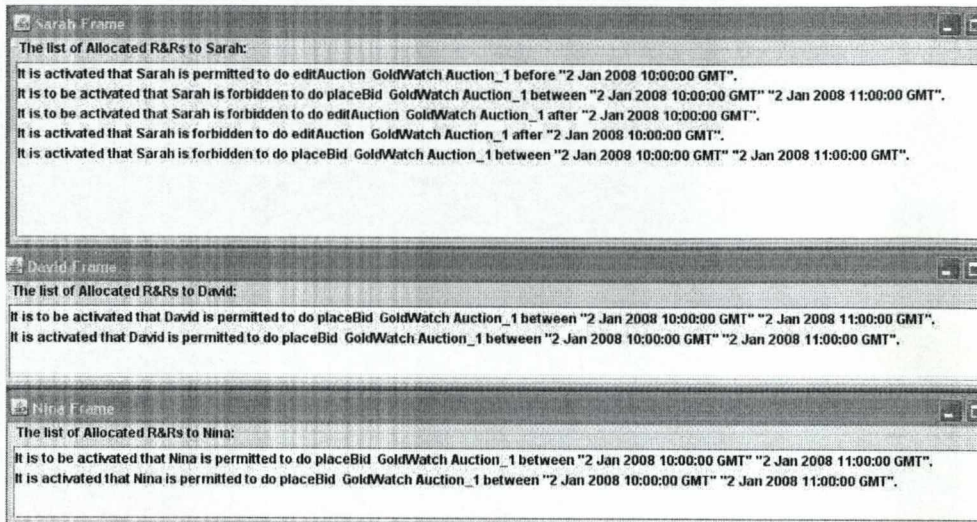 Sarah Frame
The list of Allocated R&Rs to Sarah:
It is activated that Sarah is permitted to do editAuction GoldWatch Auction_1 before "2 Jan 2008 10:00:00 GMT".
It is to be activated that Sarah is forbidden to do placeBid GoldWatch Auction_1 between "2 Jan 2008 10:00:00 GMT" "2 Jan 2008 11:00:00 GMT".
It is to be activated that Sarah is forbidden to do editAuction GoldWatch Auction_1 after "2 Jan 2008 10:00:00 GMT".
It is activated that Sarah is forbidden to do editAuction GoldWatch Auction_1 after "2 Jan 2008 10:00:00 GMT".
It is activated that Sarah is forbidden to do placeBid GoldWatch Auction_1 between "2 Jan 2008 10:00:00 GMT" "2 Jan 2008 11:00:00 GMT".
David Frame
The list of Allocated R&Rs to David:
It is to be activated that David is permitted to do placeBid GoldWatch Auction_1 between "2 Jan 2008 10:00:00 GMT" "2 Jan 2008 11:00:00 GMT".
It is activated that David is permitted to do placeBid GoldWatch Auction_1 between "2 Jan 2008 10:00:00 GMT" "2 Jan 2008 11:00:00 GMT".
Nina Frame
The list of Allocated R&Rs to Nina:
It is to be activated that Nina is permitted to do placeBid GoldWatch Auction_1 between "2 Jan 2008 10:00:00 GMT" "2 Jan 2008 11:00:00 GMT".
It is activated that Nina is permitted to do placeBid GoldWatch Auction_1 between "2 Jan 2008 10:00:00 GMT" "2 Jan 2008 11:00:00 GMT".